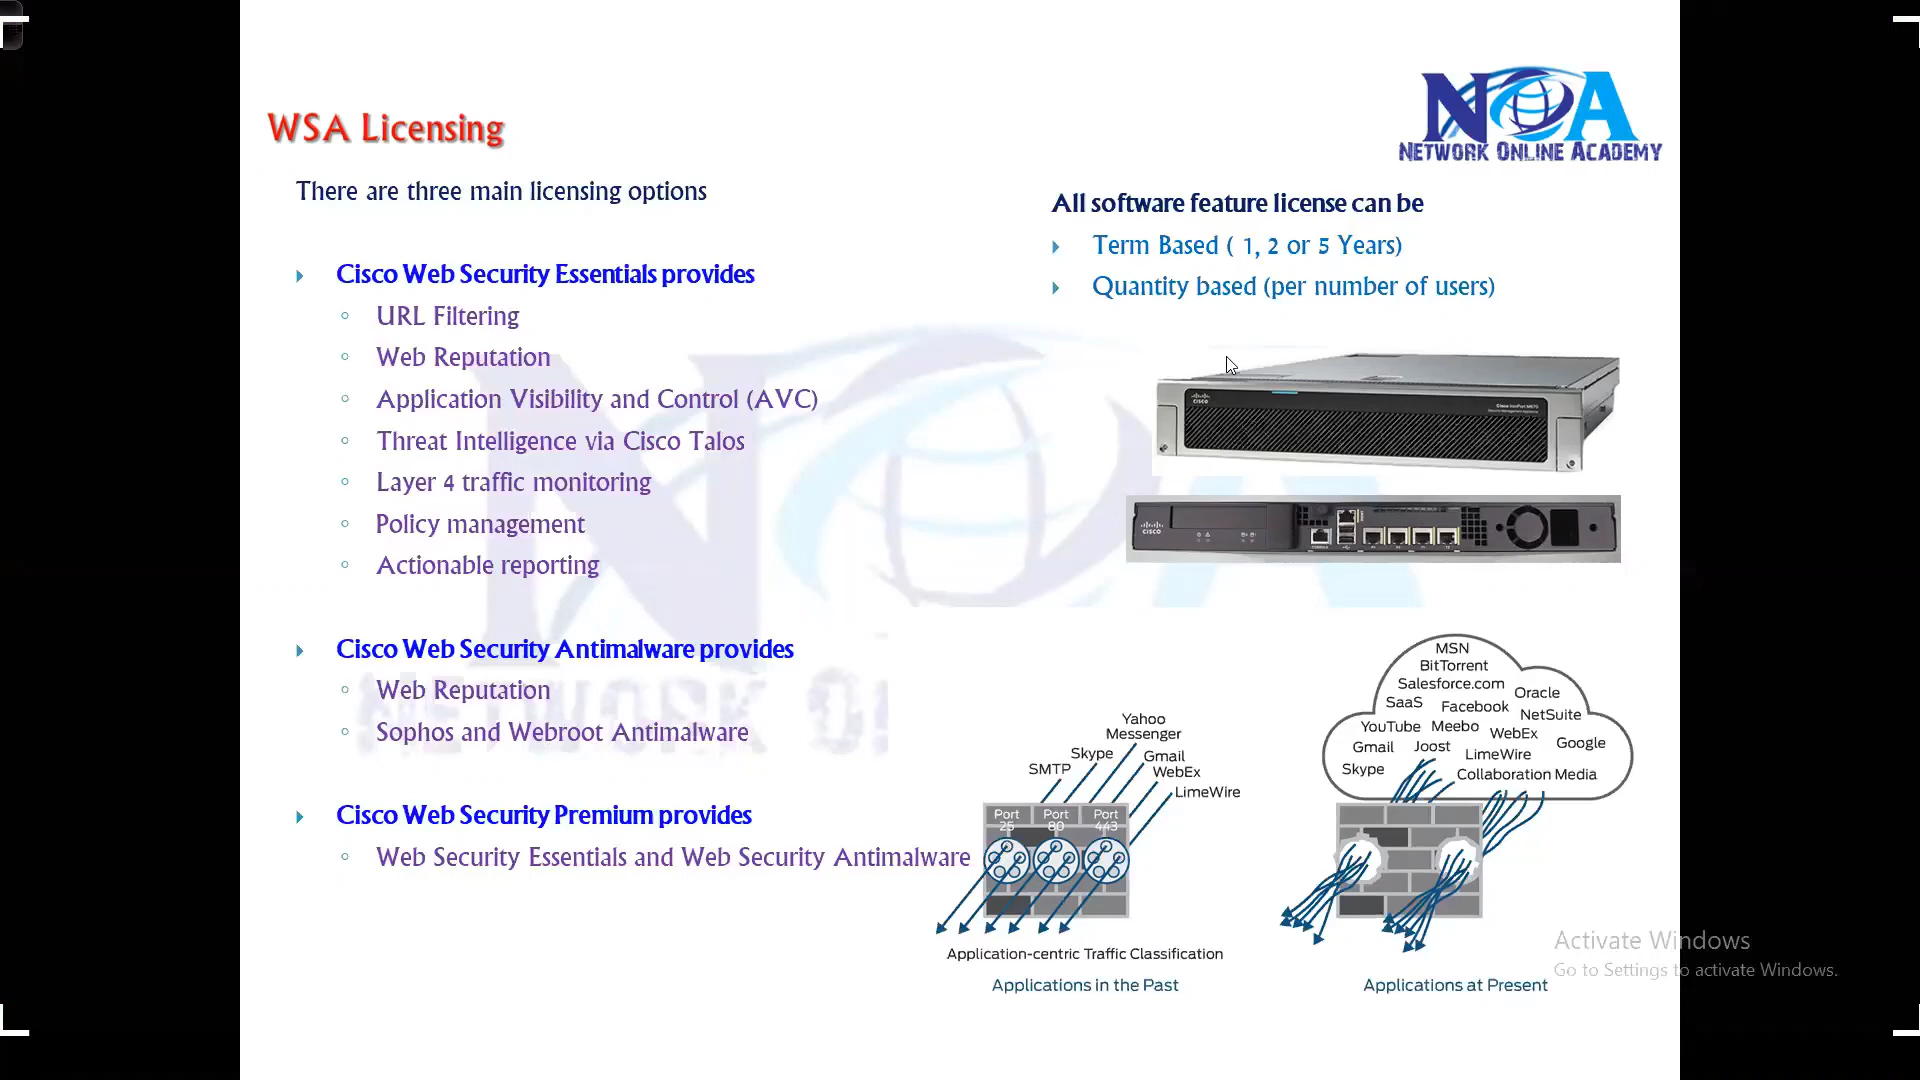 NOA
NETWORK ONLINE ACADEMY
WSA Licensing
There are three main licensing options
Cisco Web Security Essentials provides
URL Filtering
Web Reputation
Application Visibility and Control (AVC)
Threat Intelligence via Cisco Talos
Layer 4 traffic monitoring
Policy management
Actionable reporting
Cisco Web Security Antimalware provides
Web Reputation
Sophos and Webroot Antimalware
Cisco Web Security Premium provides
Web Security Essentials and Web Security Antimalware
All software feature license can be
Term Based ( 1, 2 or 5 Years)
Quantity based (per number of users)
CISCO
CISCO
Yahoo
Messenger
Skype
Gmail
SMTP
WebEx
LimeWire
Port Port Port
25 80 443
Application-centric Traffic Classification
Applications in the Past
MSN
BitTorrent
Salesforce.com
Oracle
SaaS
Facebook
NetSuite
YouTube
Meebo
WebEx
Gmail
Joost
LimeWire
Google
Skype
Collaboration Media
Applications at Present
Activate Windows
Go to Settings to activate Windows.